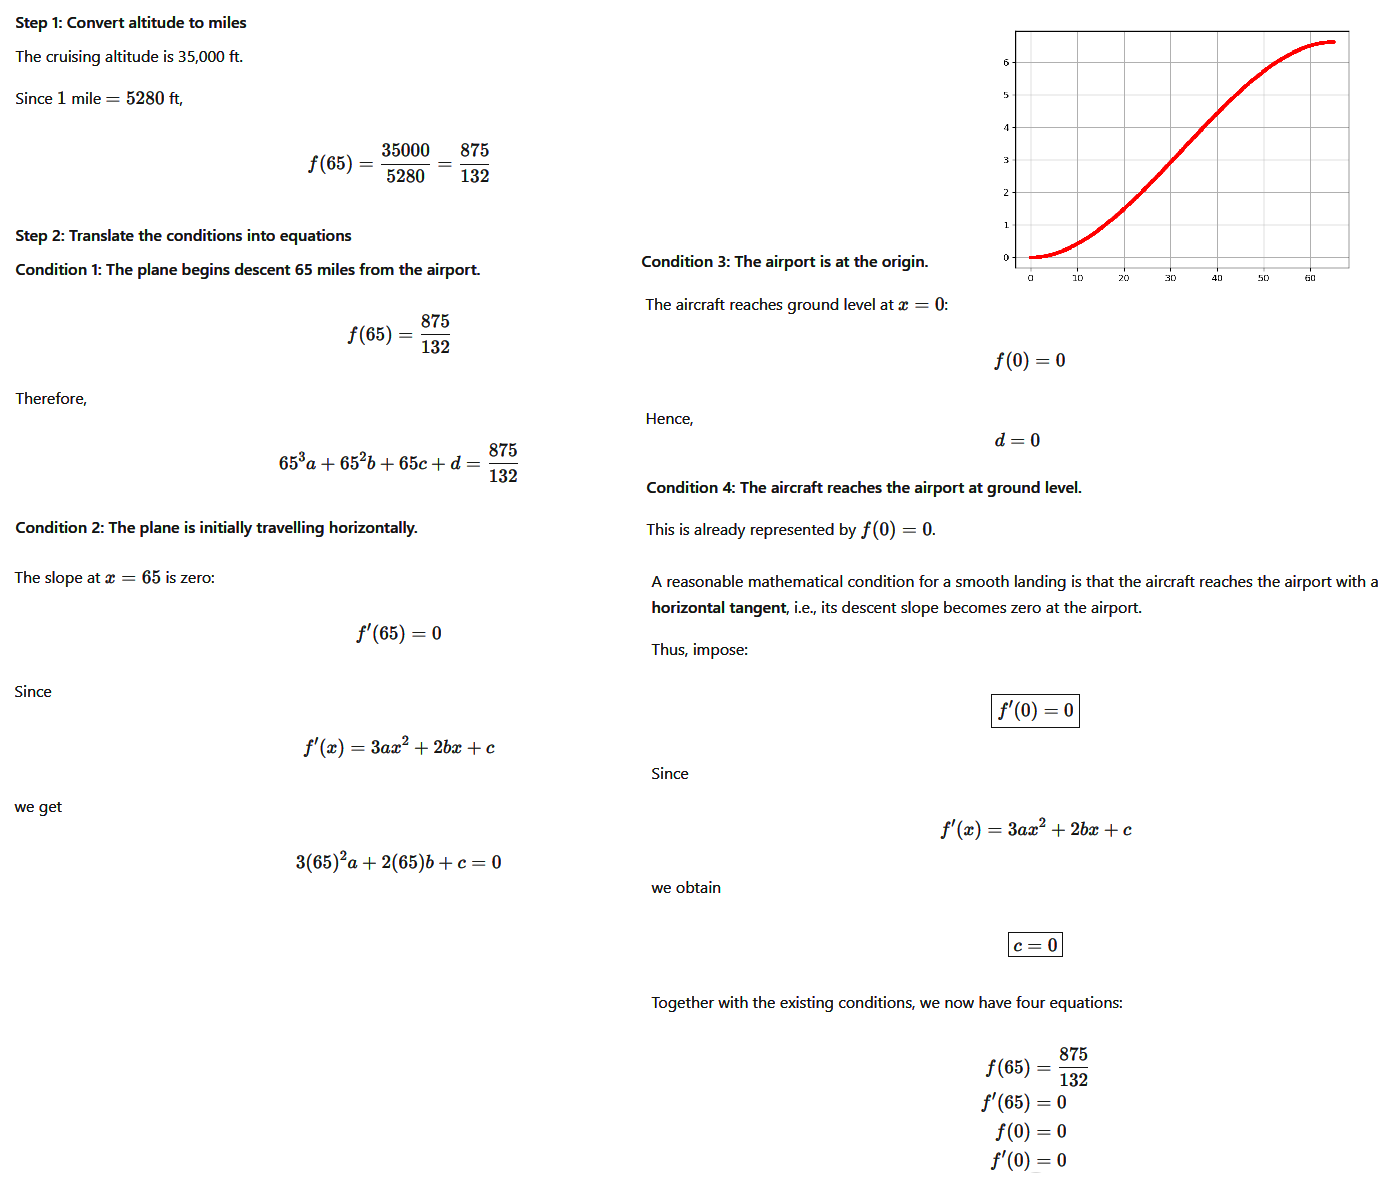 Step 1: Convert altitude to miles
The cruising altitude is 35,000 ft.
Since 1 mile = 5280 ft,
f(65) = 35000/5280 = 875/132
Step 2: Translate the conditions into equations
Condition 1: The plane begins descent 65 miles from the airport.
f(65) = 875/132
Therefore,
65³a + 65²b + 65c + d = 875/132
Condition 2: The plane is initially travelling horizontally.
The slope at x = 65 is zero:
f′(65) = 0
Since
f′(x) = 3ax² + 2bx + c
we get
3(65)²a + 2(65)b + c = 0
6
5
4
3
2
1
0
0 10 20 30 40 50 60
Condition 3: The airport is at the origin.
The aircraft reaches ground level at x = 0:
f(0) = 0
Hence,
d = 0
Condition 4: The aircraft reaches the airport at ground level.
This is already represented by f(0) = 0.
A reasonable mathematical condition for a smooth landing is that the aircraft reaches the airport with a
horizontal tangent, i.e., its descent slope becomes zero at the airport.
Thus, impose:
f′(0) = 0
Since
f′(x) = 3ax² + 2bx + c
we obtain
c = 0
Together with the existing conditions, we now have four equations:
f(65) = 875/132
f′(65) = 0
f(0) = 0
f′(0) = 0